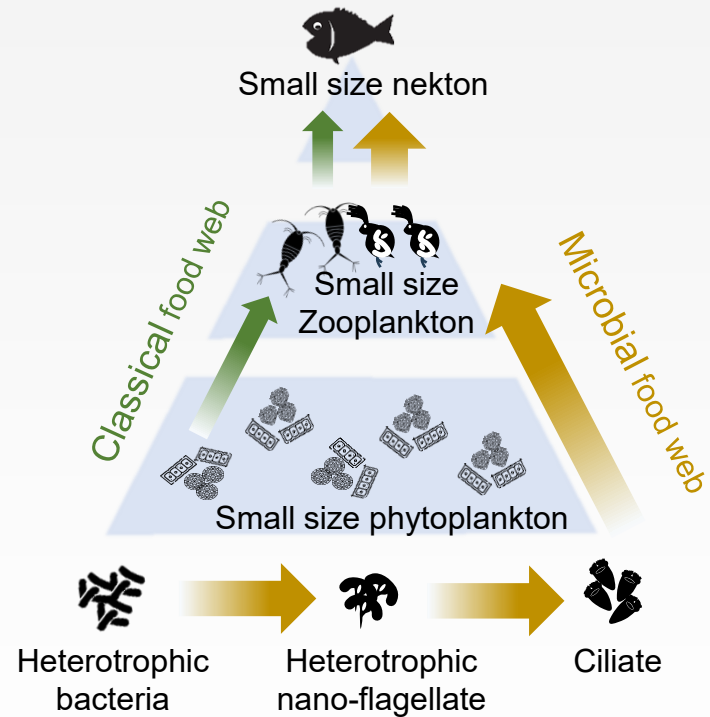 Small size nekton
Classical food web
Microbial food web
Small size
Zooplankton
Small size phytoplankton
Heterotrophic
bacteria
Heterotrophic
nano-flagellate
Ciliate